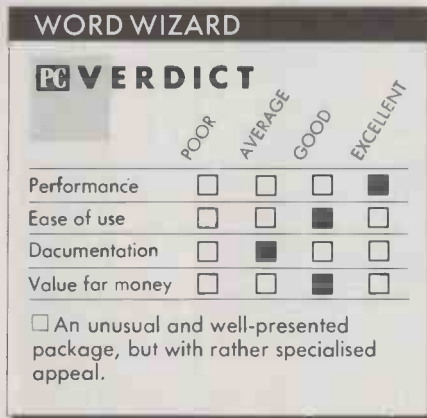 WORD WIZARD
PC VERDICT
POOR AVERAGE GOOD EXCELLENT
Performance
Ease of use
Documentation
Value for money
An unusual and well-presented
package, but with rather specialised
appeal.